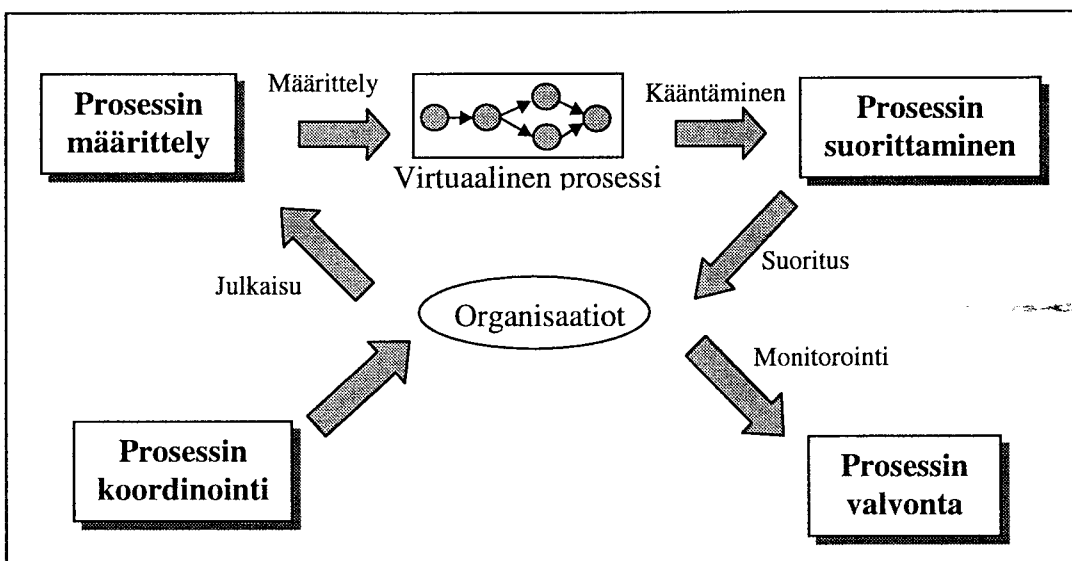 Prosessin
määrittely
Määrittely
Virtuaalinen prosessi
Kääntäminen
Prosessin
suorittaminen
Julkaisu
Organisaatiot
Suoritus
Monitorointi
Prosessin
koordinointi
Prosessin
valvonta